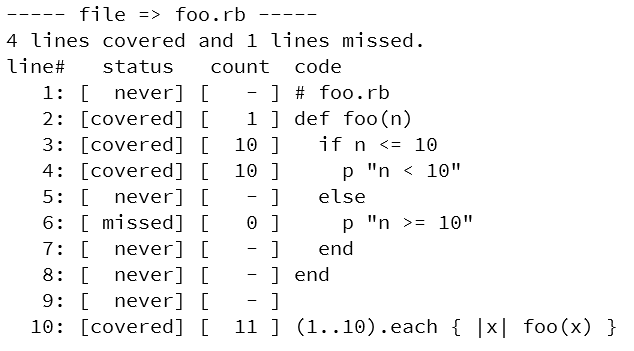 ----- file => foo.rb -----
4 lines covered and 1 lines missed.
line#   status   count  code
   1: [  never] [   - ] # foo.rb
   2: [covered] [   1 ] def foo(n)
   3: [covered] [  10 ]   if n <= 10
   4: [covered] [  10 ]     p "n < 10"
   5: [  never] [   - ]   else
   6: [ missed] [   0 ]     p "n >= 10"
   7: [  never] [   - ]   end
   8: [  never] [   - ] end
   9: [  never] [   - ]
  10: [covered] [  11 ] (1..10).each { |x| foo(x) }